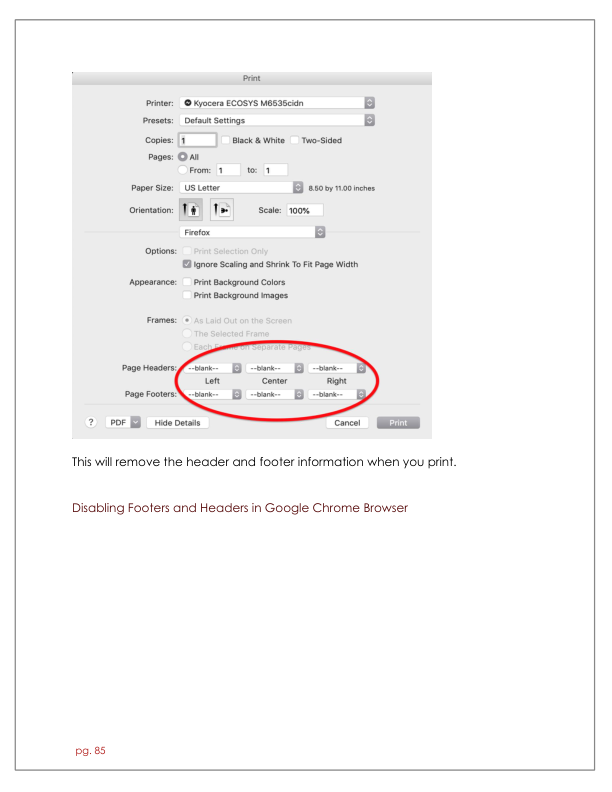 Print
Printer: Kyocera ECOSYS M6535cidn
Presets: Default Settings
Copies: 1 Black & White Two-Sided
Pages: All
From: 1 to: 1
Paper Size: US Letter 8.50 by 11.00 inches
Orientation: Scale: 100%
Firefox
Options: Print Selection Only
Ignore Scaling and Shrink To Fit Page Width
Appearance: Print Background Colors
Print Background Images
Frames: As Laid Out on the Screen
The Selected Frame
Each Frame on Separate Pages
Page Headers: --blank-- --blank-- --blank--
Left Center Right
Page Footers: --blank-- --blank-- --blank--
? PDF Hide Details Cancel Print
This will remove the header and footer information when you print.
Disabling Footers and Headers in Google Chrome Browser
pg. 85